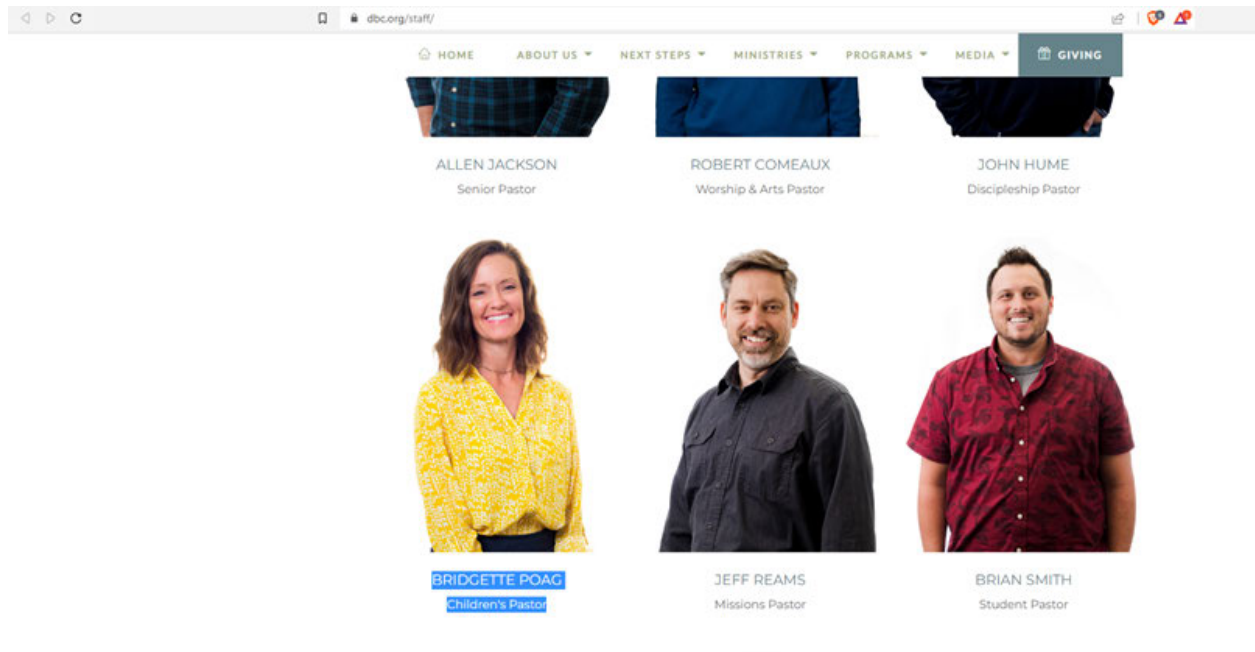 dbc.org/staff/
HOME ABOUT US NEXT STEPS MINISTRIES PROGRAMS MEDIA GIVING
ALLEN JACKSON
Senior Pastor
ROBERT COMEAUX
Worship & Arts Pastor
JOHN HUME
Discipleship Pastor
BRIDGETTE POAG
Children's Pastor
JEFF REAMS
Missions Pastor
BRIAN SMITH
Student Pastor